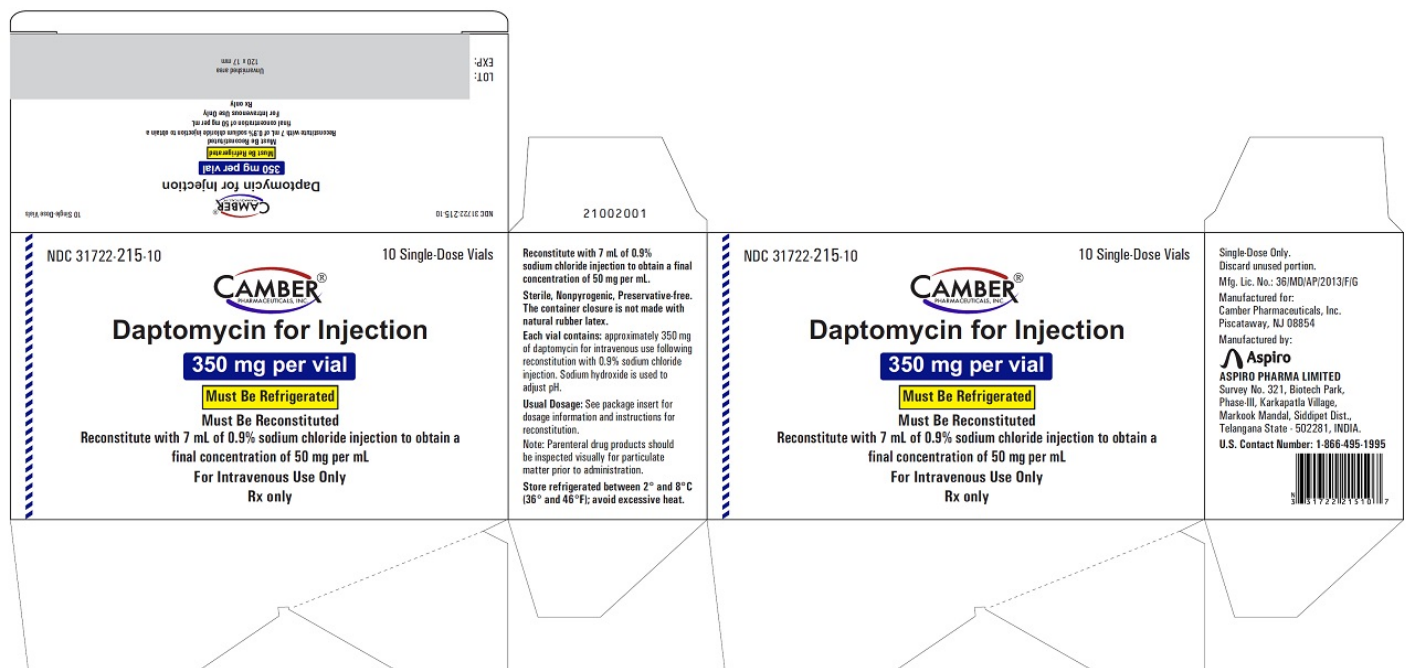 Unvarnished area
120 x 17 mm
LOT:
EXP:
Rx only
For Intravenous Use Only
final concentration of 50 mg per mL
Reconstitute with 7 mL of 0.9% sodium chloride injection to obtain a
Must Be Reconstituted
Must Be Refrigerated
350 mg per vial
Daptomycin for Injection
CAMBER®
PHARMACEUTICALS, INC.
NDC 31722-215-10
10 Single-Dose Vials
21002001
NDC 31722-215-10
10 Single-Dose Vials
CAMBER®
PHARMACEUTICALS, INC.
Daptomycin for Injection
350 mg per vial
Must Be Refrigerated
Must Be Reconstituted
Reconstitute with 7 mL of 0.9% sodium chloride injection to obtain a
final concentration of 50 mg per mL
For Intravenous Use Only
Rx only
Reconstitute with 7 mL of 0.9%
sodium chloride injection to obtain a final
concentration of 50 mg per mL.
Sterile, Nonpyrogenic, Preservative-free.
The container closure is not made with
natural rubber latex.
Each vial contains: approximately 350 mg
of daptomycin for intravenous use following
reconstitution with 0.9% sodium chloride
injection. Sodium hydroxide is used to
adjust pH.
Usual Dosage: See package insert for
dosage information and instructions for
reconstitution.
Note: Parenteral drug products should
be inspected visually for particulate
matter prior to administration.
Store refrigerated between 2° and 8°C
(36° and 46°F); avoid excessive heat.
NDC 31722-215-10
10 Single-Dose Vials
CAMBER®
PHARMACEUTICALS, INC.
Daptomycin for Injection
350 mg per vial
Must Be Refrigerated
Must Be Reconstituted
Reconstitute with 7 mL of 0.9% sodium chloride injection to obtain a
final concentration of 50 mg per mL
For Intravenous Use Only
Rx only
Single-Dose Only.
Discard unused portion.
Mfg. Lic. No.: 36/MD/AP/2013/F/G
Manufactured for:
Camber Pharmaceuticals, Inc.
Piscataway, NJ 08854
Manufactured by:
Aspiro
ASPIRO PHARMA LIMITED
Survey No. 321, Biotech Park,
Phase-III, Karkapatla Village,
Markook Mandal, Siddipet Dist.,
Telangana State - 502281, INDIA.
U.S. Contact Number: 1-866-495-1995
N
3 31722 21510 7